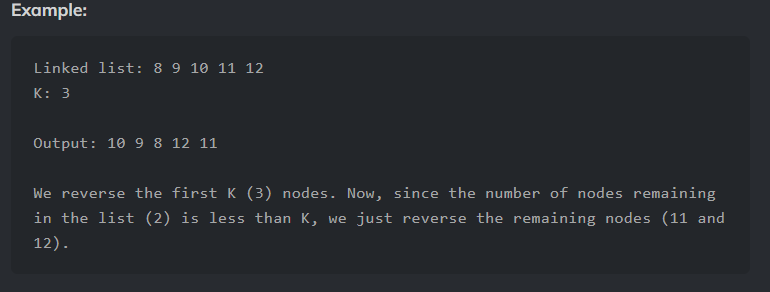 Example:
Linked list: 8 9 10 11 12
K: 3
Output: 10 9 8 12 11
We reverse the first K (3) nodes. Now, since the number of nodes remaining
in the list (2) is less than K, we just reverse the remaining nodes (11 and
12).